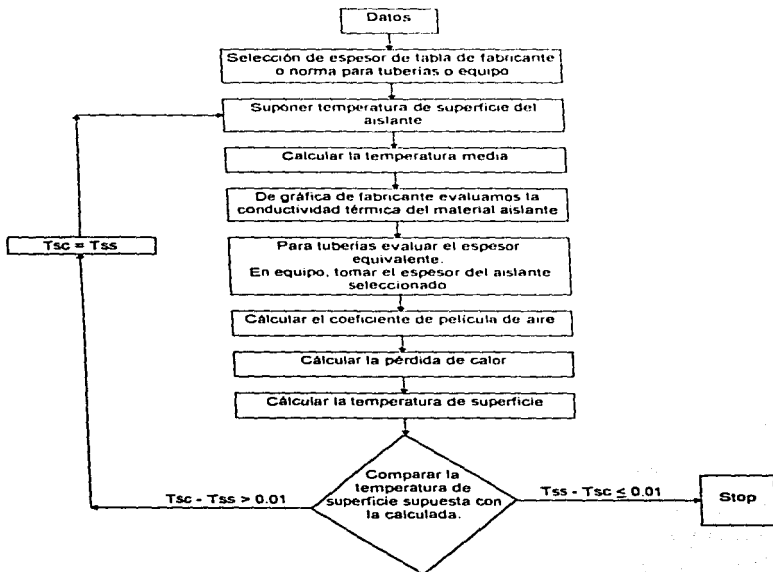 Datos
Selección de espesor de tabla de fabricante
o norma para tuberías o equipo
Supóner temperatura de superficie del
aislante
Calcular la temperatura media
De gráfica de fabricante evaluamos la
conductividad térmica del material aislante
Para tuberías evaluar el espesor
equivalente.
En equipo, tomar el espesor del aislante
seleccionado
Cálcular el coeficiente de película de aire
Cálcular la pérdida de calor
Cálcular la temperatura de superficie
Comparar la
temperatura de
superficie supuesta con
la calculada.
Tsc - Tss > 0.01
Tsc = Tss
Tss - Tsc ≤ 0.01
Stop